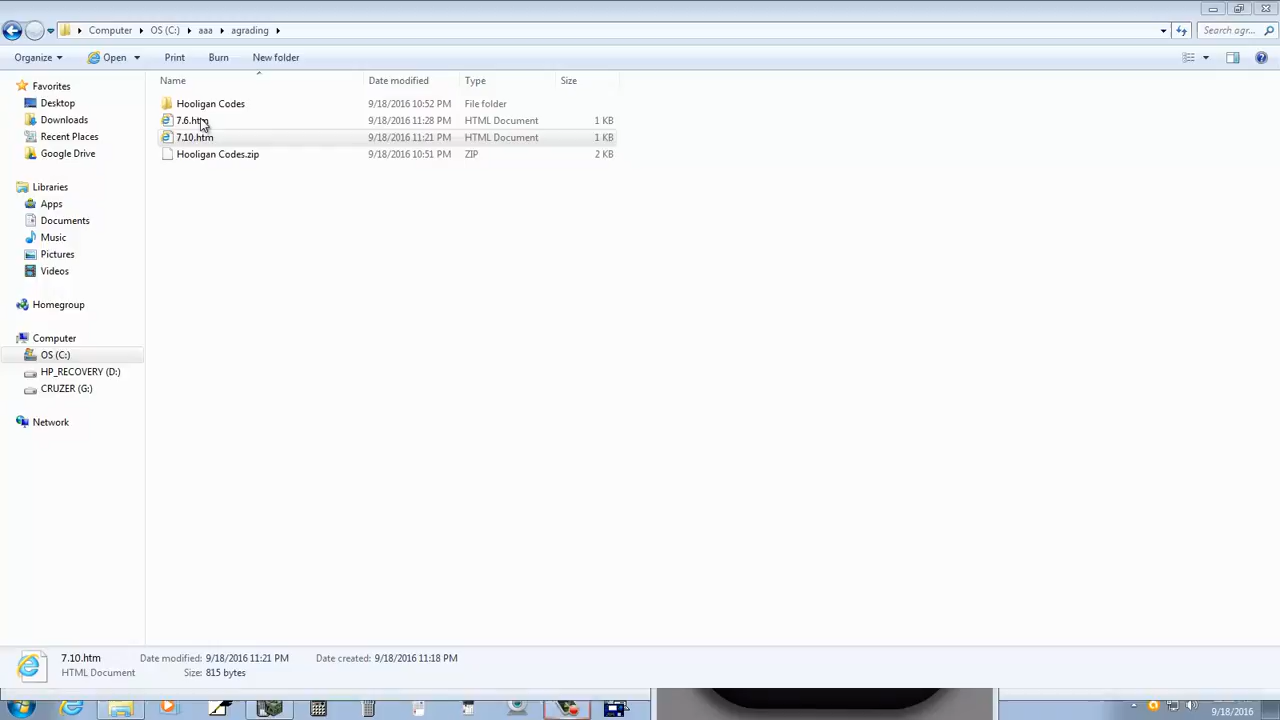 Computer OS (C:) aaa agrading Search agr...
Organize Open Print Burn New folder
Name Date modified Type Size
Favorites
Desktop
Downloads
Recent Places
Google Drive
Libraries
Apps
Documents
Music
Pictures
Videos
Homegroup
Computer
OS (C:)
HP_RECOVERY (D:)
CRUZER (G:)
Network
Hooligan Codes 9/18/2016 10:52 PM File folder
7.6.htm 9/18/2016 11:28 PM HTML Document 1 KB
7.10.htm 9/18/2016 11:21 PM HTML Document 1 KB
Hooligan Codes.zip 9/18/2016 10:51 PM ZIP 2 KB
7.10.htm Date modified: 9/18/2016 11:21 PM Date created: 9/18/2016 11:18 PM
HTML Document Size: 815 bytes
9/18/2016